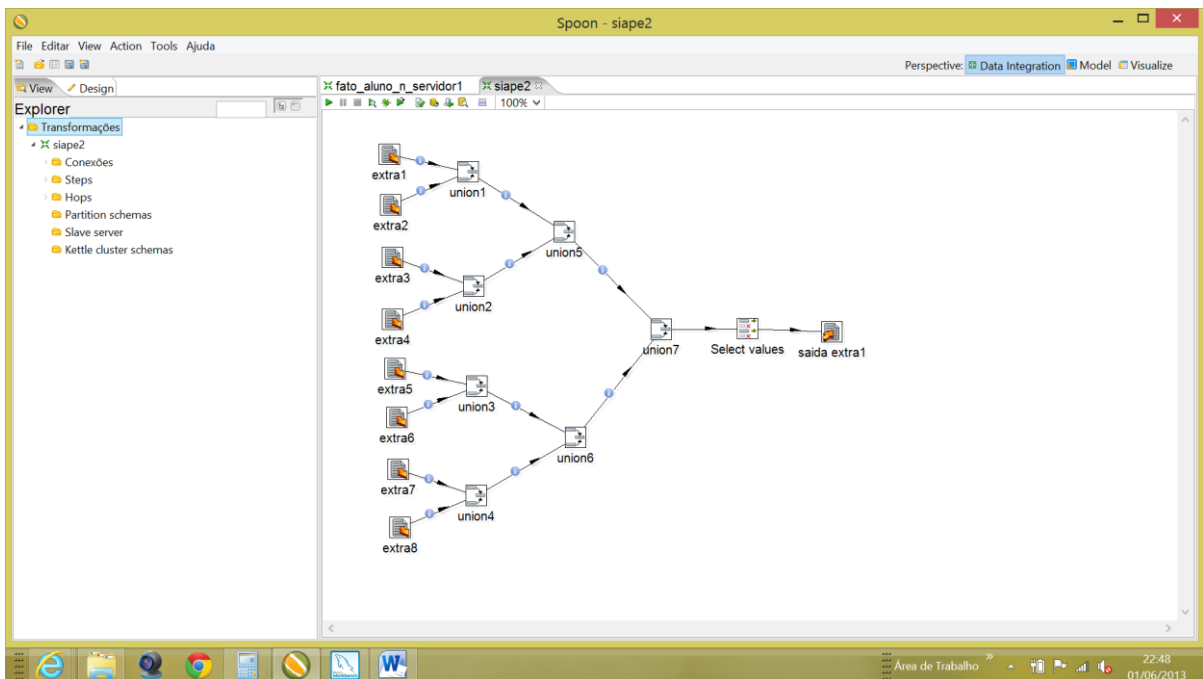 Spoon - siape2
File Editar View Action Tools Ajuda
Perspective: Data Integration Model Visualize
View Design
Explorer
Transformações
siape2
Conexões
Steps
Hops
Partition schemas
Slave server
Kettle cluster schemas
fato_aluno_n_servidor1 siape2
100%
extra1
union1
extra2
union5
extra3
union2
extra4
union7
Select values
saida extra1
extra5
union3
extra6
union6
extra7
union4
extra8
Área de Trabalho
22:48
01/06/2013